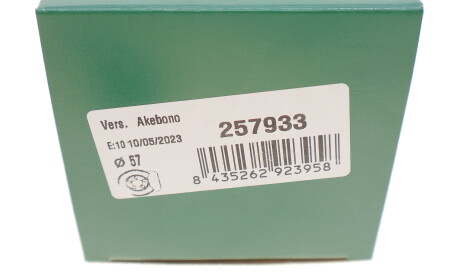 Vers. Akebono
257933
E:10 10/05/2023
Ø 57
8 435262 923958